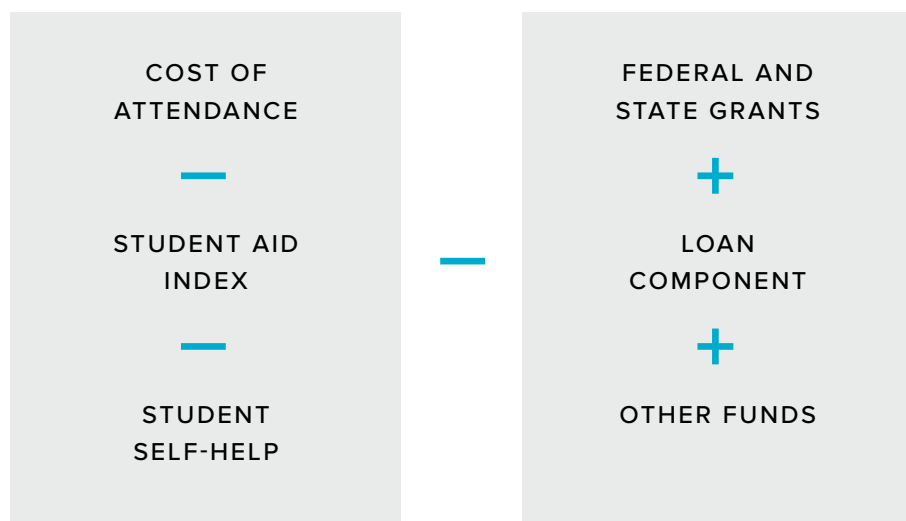 COST OF
ATTENDANCE
—
STUDENT AID
INDEX
—
STUDENT
SELF-HELP
—
FEDERAL AND
STATE GRANTS
+
LOAN
COMPONENT
+
OTHER FUNDS